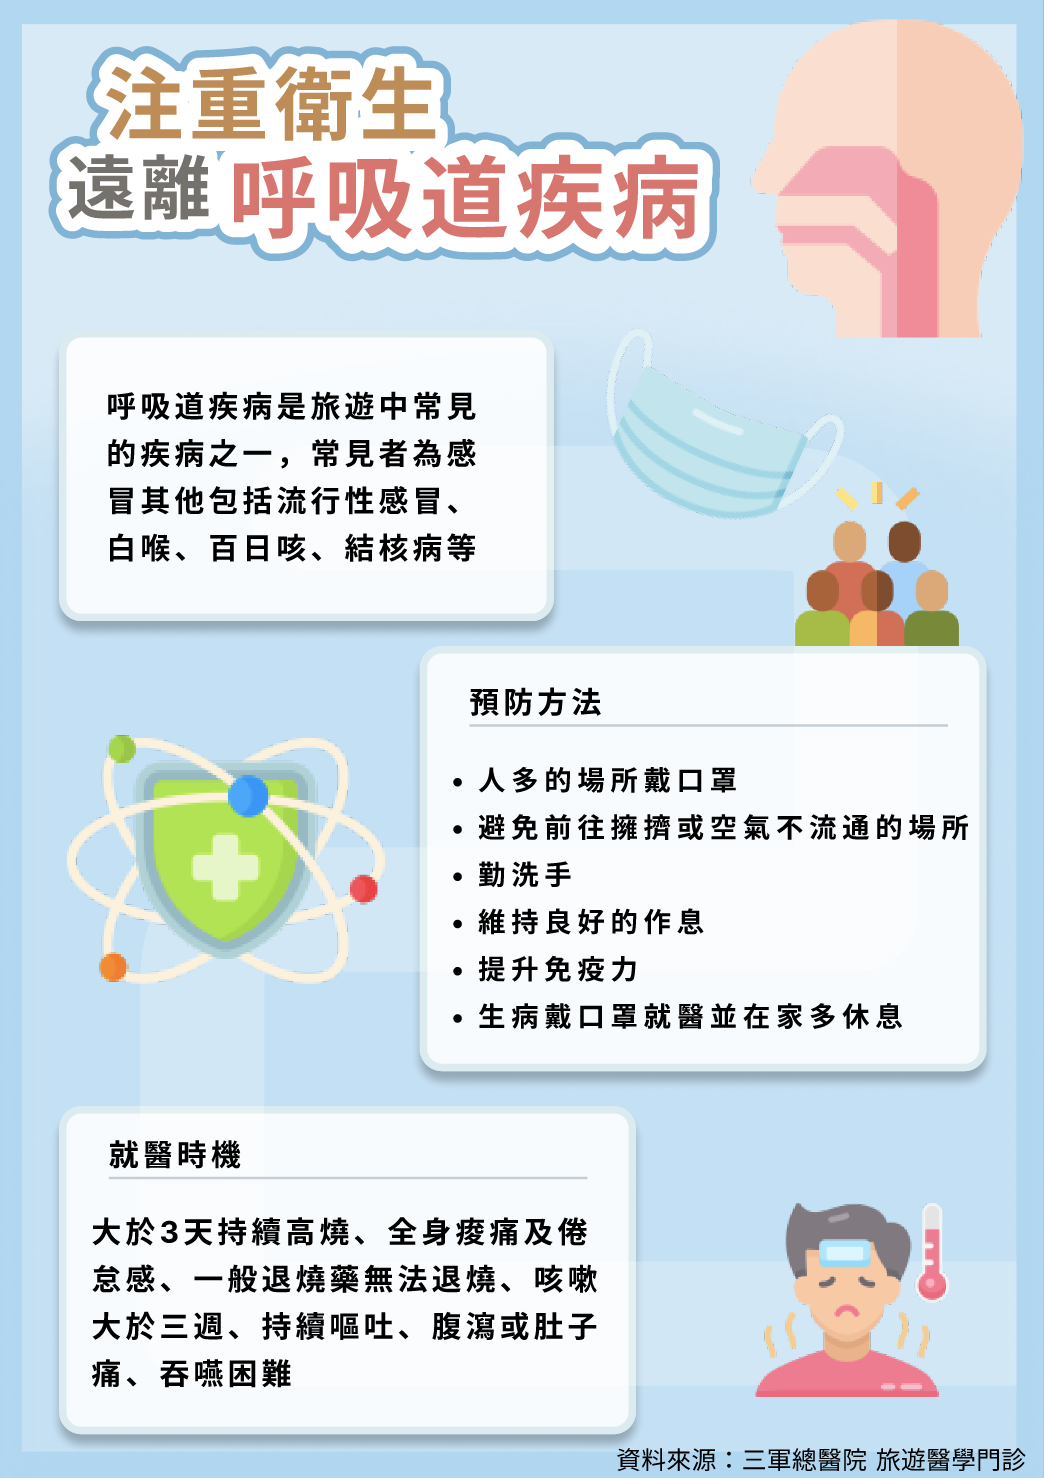 注重衛生
遠離呼吸道疾病
呼吸道疾病是旅遊中常見
的疾病之一，常見者為感
冒其他包括流行性感冒、
白喉、百日咳、結核病等
預防方法
• 人多的場所戴口罩
• 避免前往擁擠或空氣不流通的場所
• 勤洗手
• 維持良好的作息
• 提升免疫力
• 生病戴口罩就醫並在家多休息
就醫時機
大於3天持續高燒、全身痠痛及倦
怠感、一般退燒藥無法退燒、咳嗽
大於三週、持續嘔吐、腹瀉或肚子
痛、吞嚥困難
資料來源：三軍總醫院 旅遊醫學門診